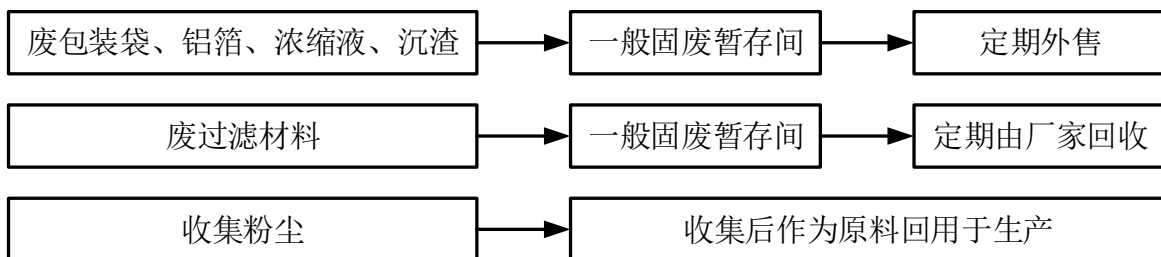 废包装袋、铝箔、浓缩液、沉渣 一般固废暂存间 定期外售
废过滤材料 一般固废暂存间 定期由厂家回收
收集粉尘 收集后作为原料回用于生产